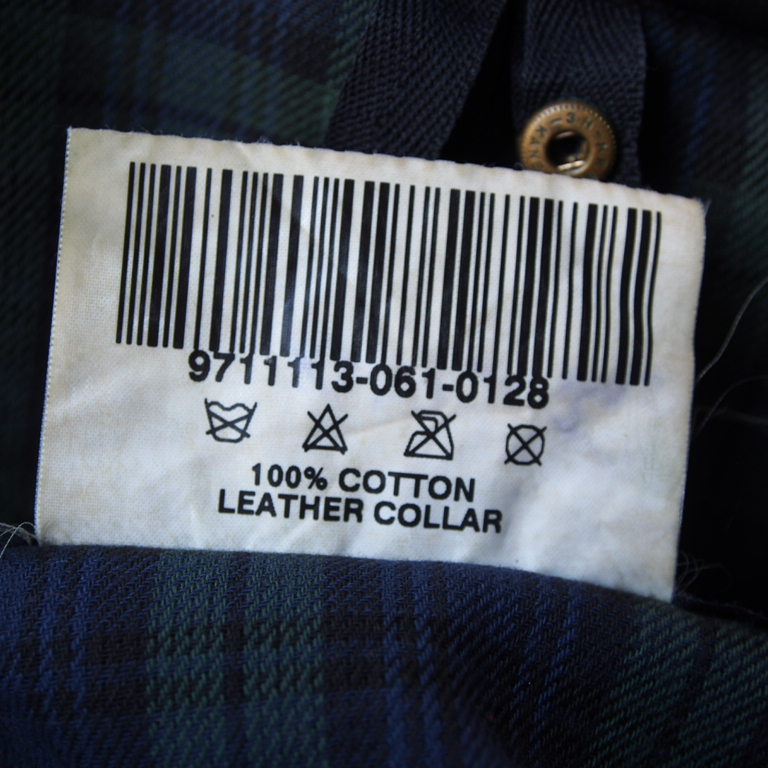 9711113-061-0128
100% COTTON
LEATHER COLLAR